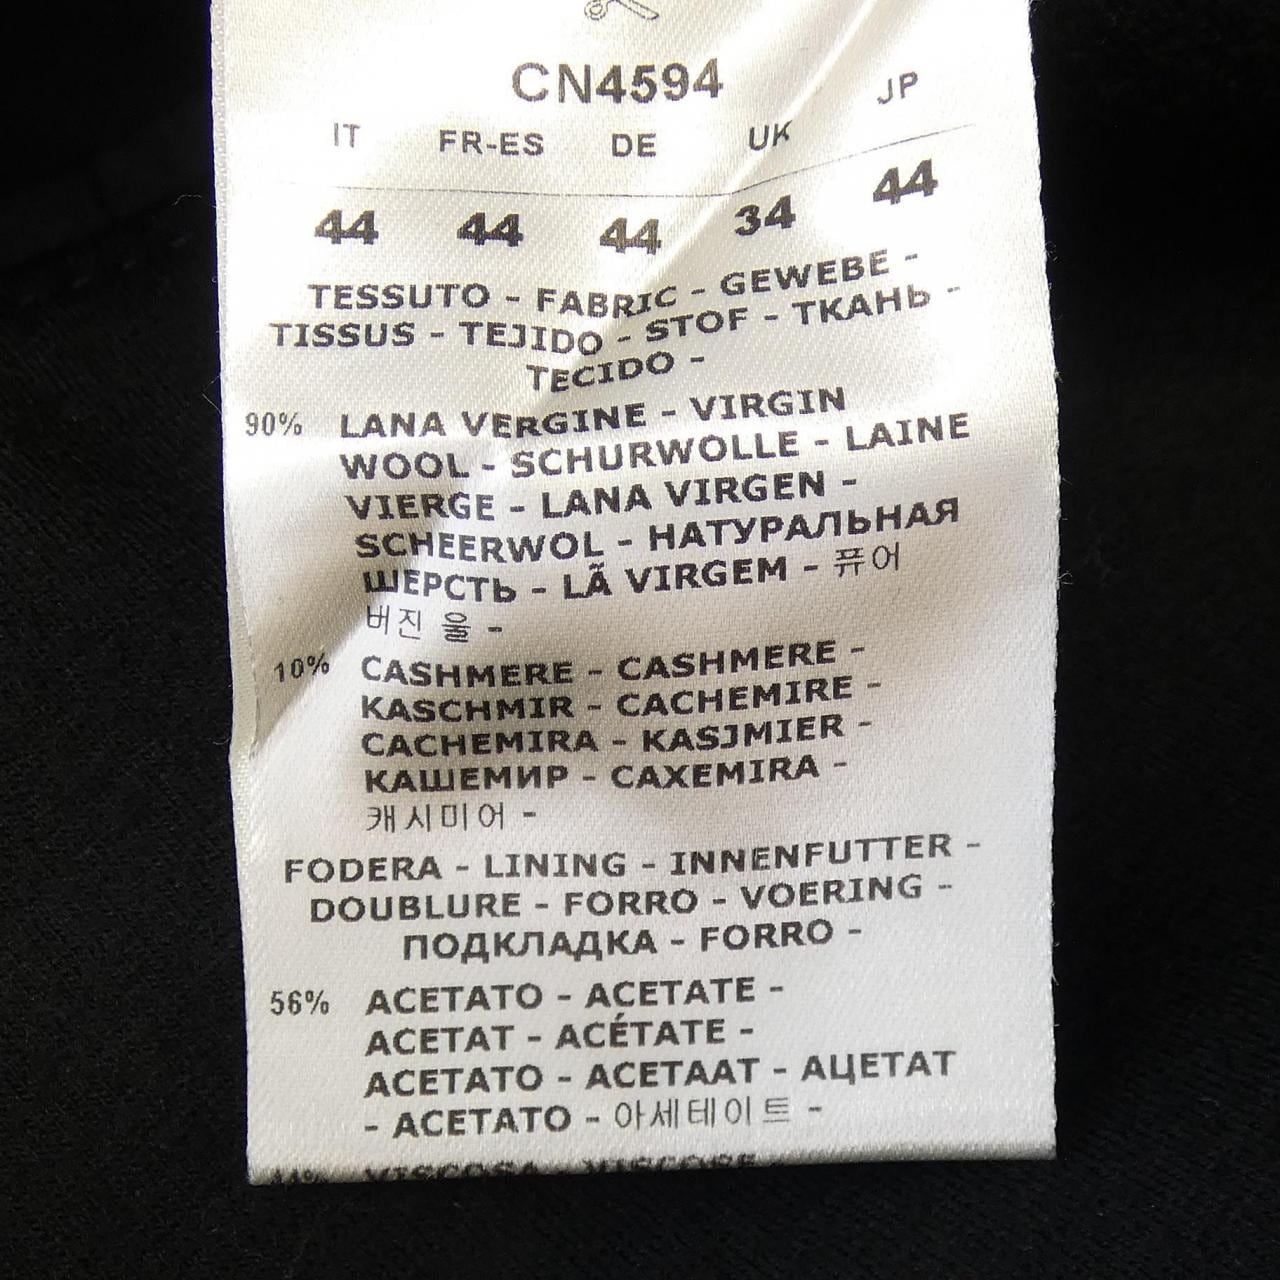 CN4594
IT FR-ES DE UK JP
44 44 44 34 44
TESSUTO - FABRIC - GEWEBE -
TISSUS - TEJIDO - STOF - ТКАНЬ -
TECIDO -
90% LANA VERGINE - VIRGIN
WOOL - SCHURWOLLE - LAINE
VIERGE - LANA VIRGEN -
SCHEERWOL - НАТУРАЛЬНАЯ
ШЕРСТЬ - LÃ VIRGEM - 퓨어
버진 울 -
10% CASHMERE - CASHMERE -
KASCHMIR - CACHEMIRE -
CACHEMIRA - KASJMIER -
КАШЕМИР - CAXEMIRA -
캐시미어 -
FODERA - LINING - INNENFUTTER -
DOUBLURE - FORRO - VOERING -
ПОДКЛАДКА - FORRO -
56% ACETATO - ACETATE -
ACETAT - ACÉTATE -
ACETATO - ACETAAT - АЦЕТАТ
- ACETATO - 아세테이트 -
44% VISCOSA - VISCOSE